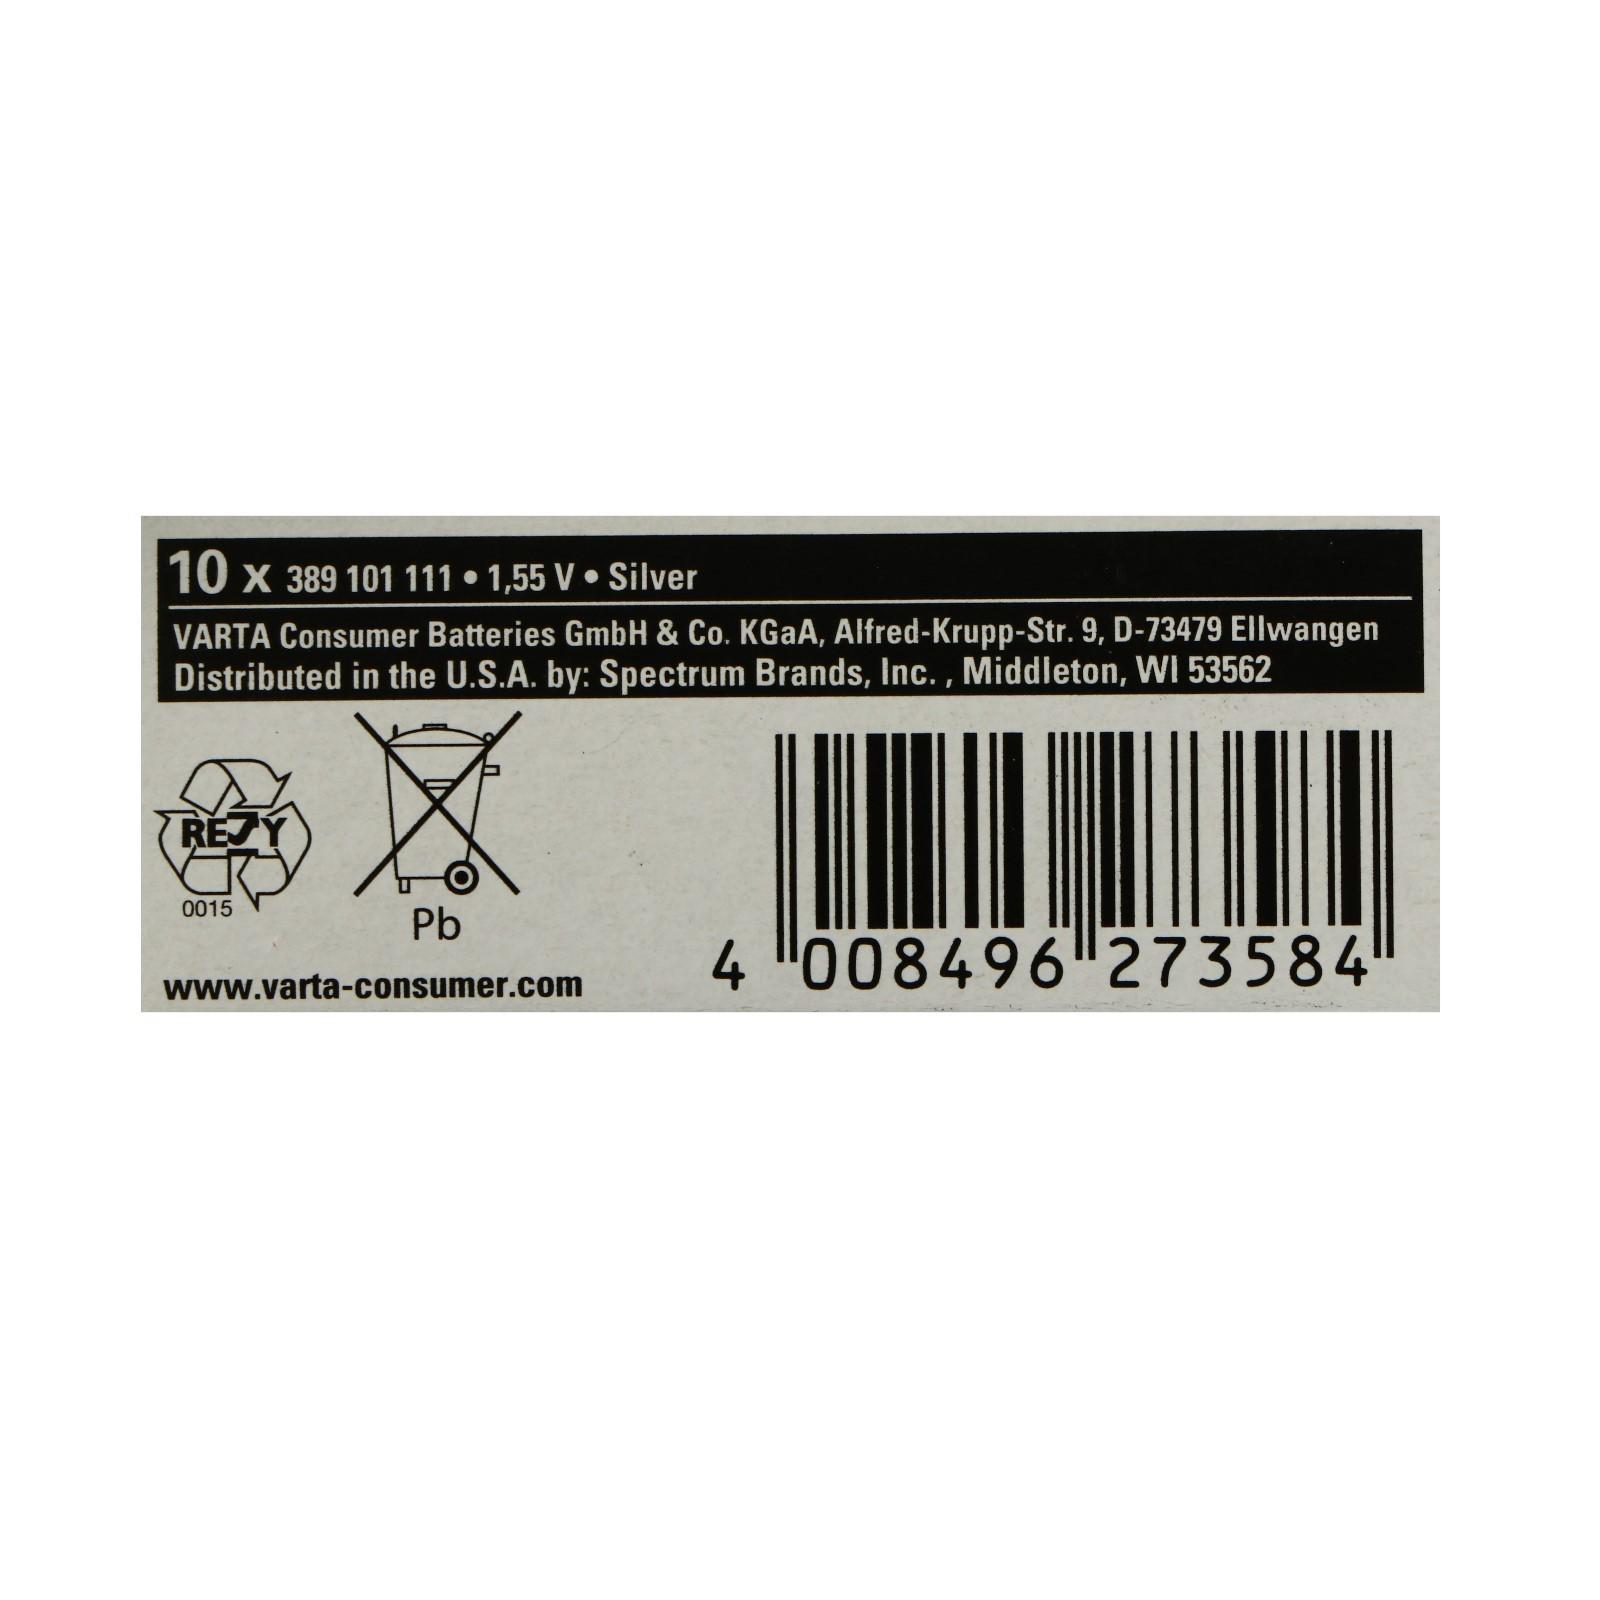 10 x 389 101 111 • 1,55 V • Silver
VARTA Consumer Batteries GmbH & Co. KGaA, Alfred-Krupp-Str. 9, D-73479 Ellwangen
Distributed in the U.S.A. by: Spectrum Brands, Inc. , Middleton, WI 53562
RESY
0015
Pb
www.varta-consumer.com
4 008496 273584